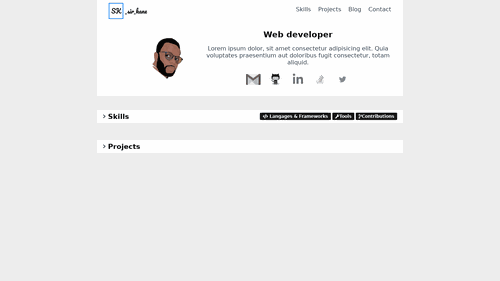 SK _sir_kane
Skills Projects Blog Contact
Web developer
Lorem ipsum dolor, sit amet consectetur adipisicing elit. Quia
voluptates praesentium aut doloribus fugit consectetur, totam
aliquid.
Skills
Langages & Frameworks Tools Contributions
Projects